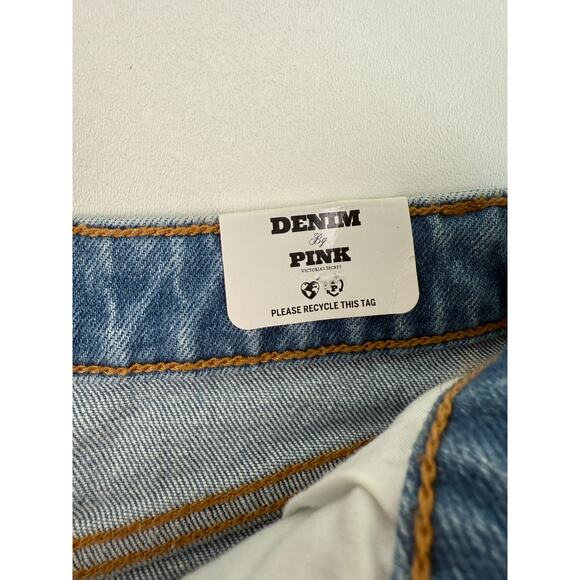 DENIM
By
PINK
VICTORIA'S SECRET
PLEASE RECYCLE THIS TAG